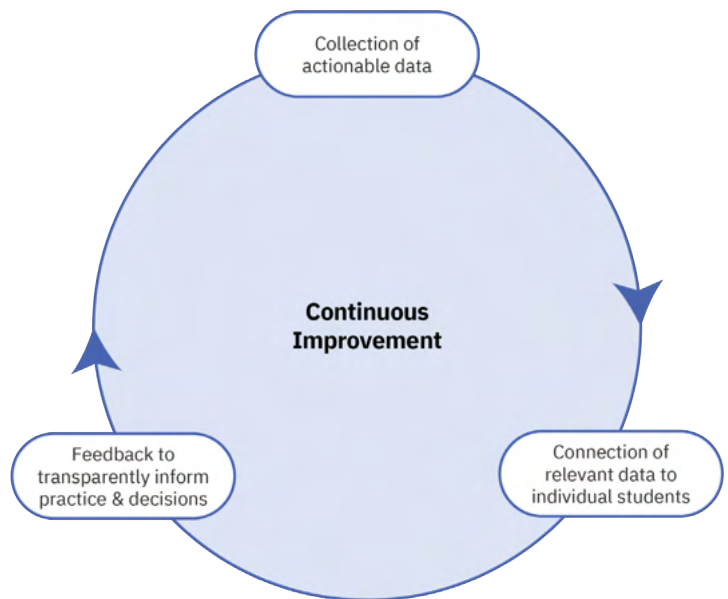 Collection of
actionable data
Continuous
Improvement
Feedback to
transparently inform
practice & decisions
Connection of
relevant data to
individual students